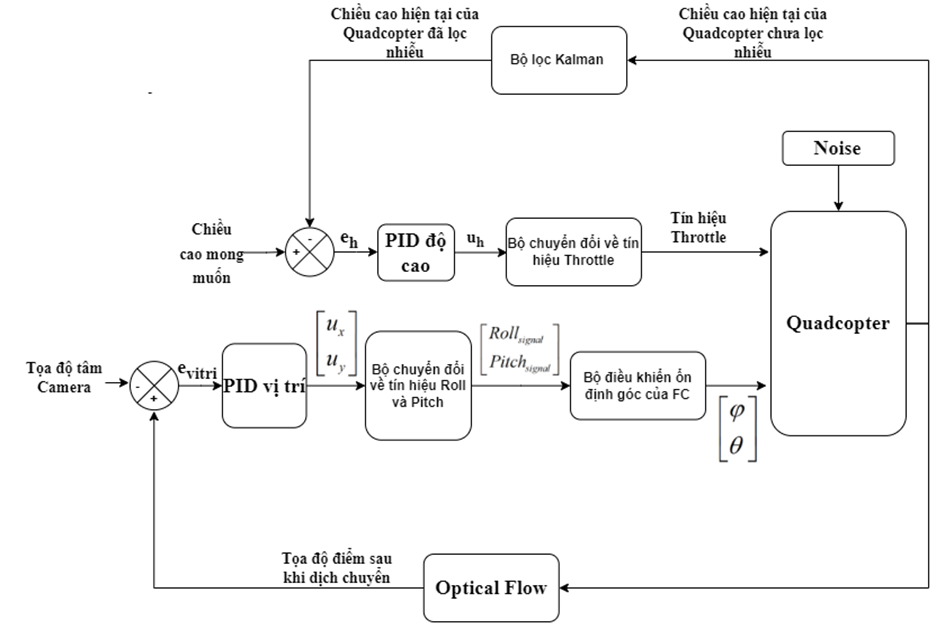 Chiều cao hiện tại của
Quadcopter đã lọc
nhiễu
Chiều cao hiện tại của
Quadcopter chưa lọc
nhiễu
Bộ lọc Kalman
Noise
Chiều
cao mong
muốn
-
+
e_h
PID độ
cao
u_h
Bộ chuyển đổi về tín
hiệu Throttle
Tín hiệu
Throttle
Quadcopter
Tọa độ tâm
Camera
-
+
e_vitri
PID vị trí
u_x
u_y
Bộ chuyển đổi
về tín hiệu Roll
và Pitch
Roll_signal
Pitch_signal
Bộ điều khiển ổn
định góc của FC
φ
θ
Tọa độ điểm sau
khi dịch chuyển
Optical Flow